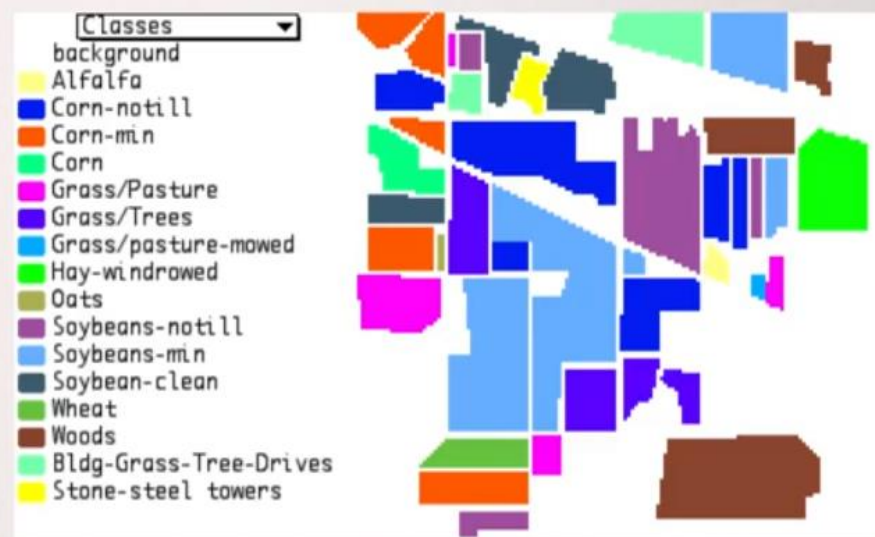 Classes
background
Alfalfa
Corn-notill
Corn-min
Corn
Grass/Pasture
Grass/Trees
Grass/pasture-mowed
Hay-windrowed
Oats
Soybeans-notill
Soybeans-min
Soybean-clean
Wheat
Woods
Bldg-Grass-Tree-Drives
Stone-steel towers